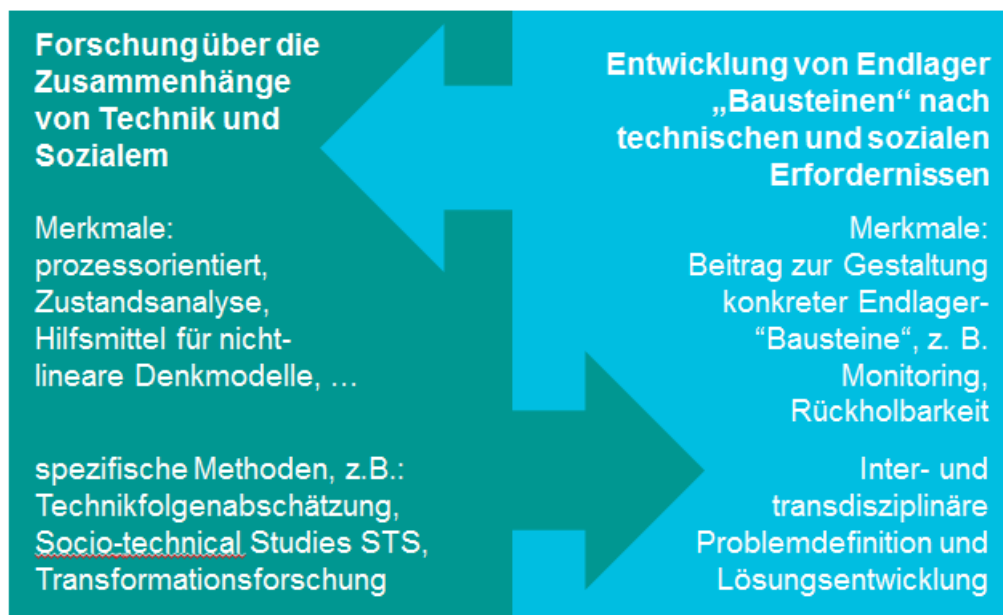 Forschung über die
Zusammenhänge
von Technik und
Sozialem
Merkmale:
prozessorientiert,
Zustandsanalyse,
Hilfsmittel für nicht-
lineare Denkmodelle, ...
spezifische Methoden, z.B.:
Technikfolgenabschätzung,
Socio-technical Studies STS,
Transformationsforschung
Entwicklung von Endlager
„Bausteinen“ nach
technischen und sozialen
Erfordernissen
Merkmale:
Beitrag zur Gestaltung
konkreter Endlager-
“Bausteine“, z. B.
Monitoring,
Rückholbarkeit
Inter- und
transdisziplinäre
Problemdefinition und
Lösungsentwicklung